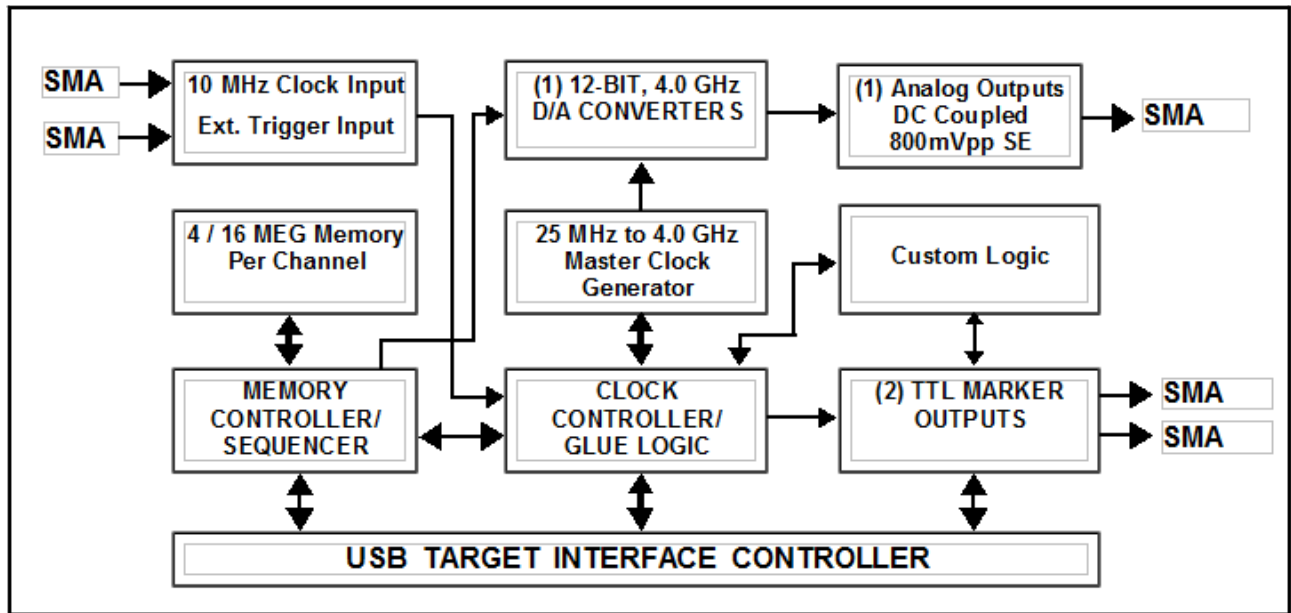 SMA
SMA
10 MHz Clock Input
Ext. Trigger Input
(1) 12-BIT, 4.0 GHz
D/A CONVERTER S
(1) Analog Outputs
DC Coupled
800mVpp SE
SMA
4 / 16 MEG Memory
Per Channel
25 MHz to 4.0 GHz
Master Clock
Generator
Custom Logic
MEMORY
CONTROLLER/
SEQUENCER
CLOCK
CONTROLLER/
GLUE LOGIC
(2) TTL MARKER
OUTPUTS
SMA
SMA
USB TARGET INTERFACE CONTROLLER